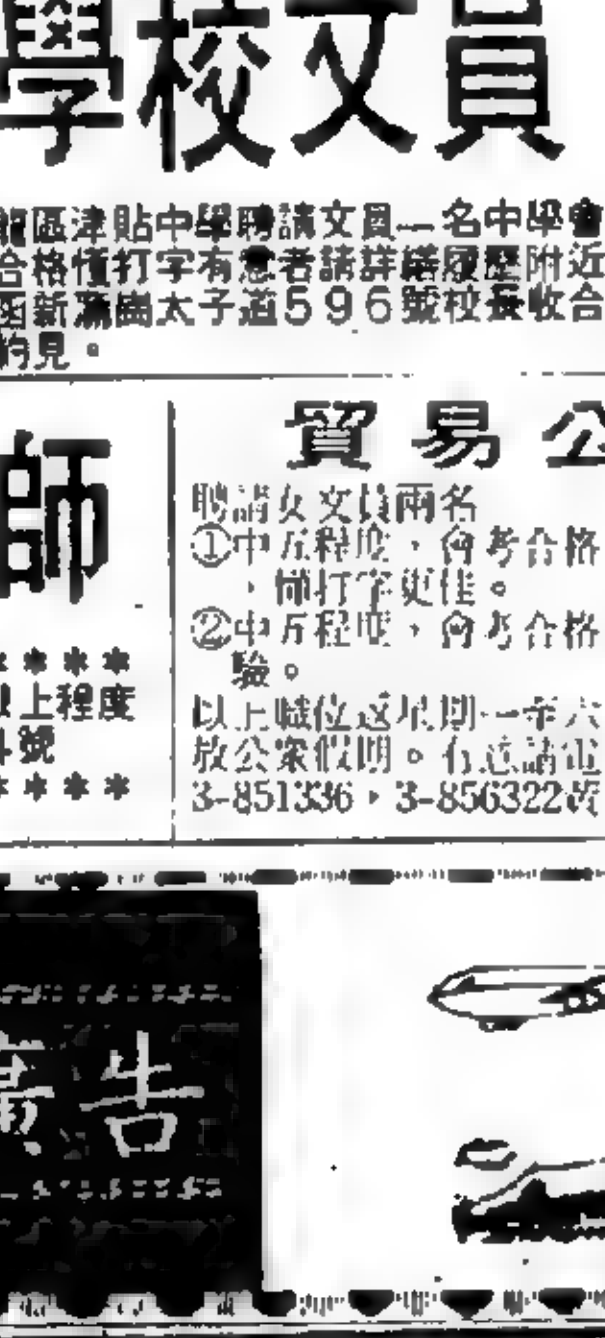 學校文員
龍區津貼中學聘請文員一名中學會
合格懂打字有意者請詳繕履歷附近
函新蒲崗太子道596號校長收合
約見。
師
****
以上程度
號
****
貿易公
聘請女文員兩名
①中五程度，會考合格
，懂打字更佳。
②中五程度，會考合格
驗。
以上職位逢星期一至六
放公眾假期。有意請電
3-851336，3-856322
廣告